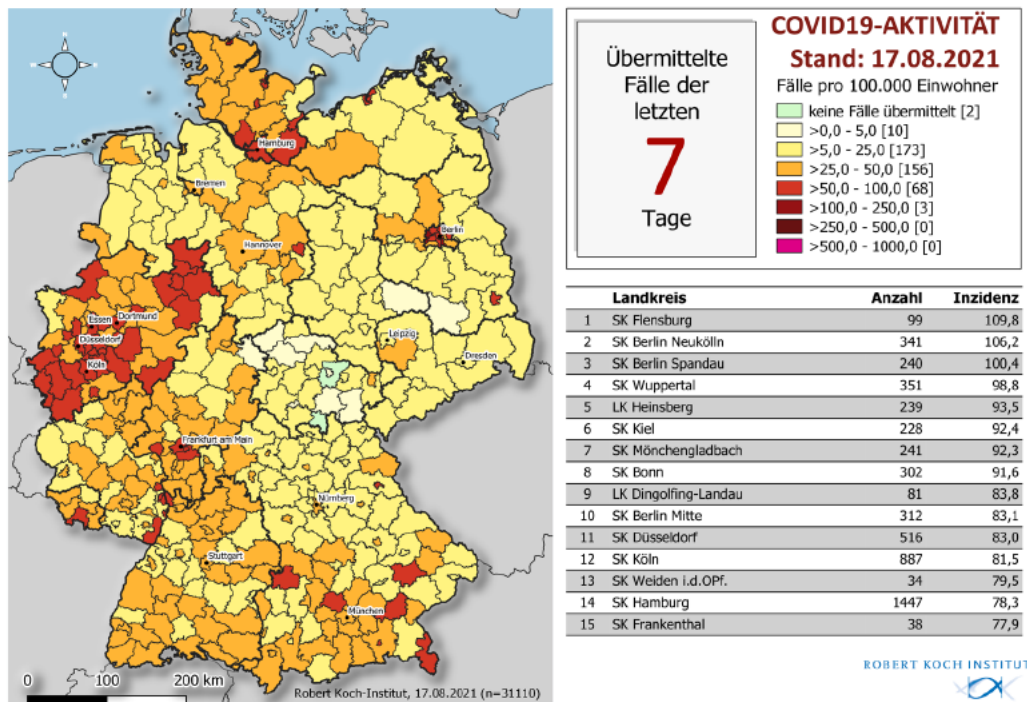 N
Hamburg
Bremen
Berlin
Hannover
Essen
Dortmund
Düsseldorf
Köln
Leipzig
Dresden
Frankfurt am Main
Nürnberg
Stuttgart
München
0 100 200 km
Robert Koch-Institut, 17.08.2021 (n=31110)
Übermittelte
Fälle der
letzten
7
Tage
COVID19-AKTIVITÄT
Stand: 17.08.2021
Fälle pro 100.000 Einwohner
keine Fälle übermittelt [2]
>0,0 - 5,0 [10]
>5,0 - 25,0 [173]
>25,0 - 50,0 [156]
>50,0 - 100,0 [68]
>100,0 - 250,0 [3]
>250,0 - 500,0 [0]
>500,0 - 1000,0 [0]
Landkreis Anzahl Inzidenz
1 SK Flensburg 99 109,8
2 SK Berlin Neukölln 341 106,2
3 SK Berlin Spandau 240 100,4
4 SK Wuppertal 351 98,8
5 LK Heinsberg 239 93,5
6 SK Kiel 228 92,4
7 SK Mönchengladbach 241 92,3
8 SK Bonn 302 91,6
9 LK Dingolfing-Landau 81 83,8
10 SK Berlin Mitte 312 83,1
11 SK Düsseldorf 516 83,0
12 SK Köln 887 81,5
13 SK Weiden i.d.OPf. 34 79,5
14 SK Hamburg 1447 78,3
15 SK Frankenthal 38 77,9
ROBERT KOCH INSTITUT